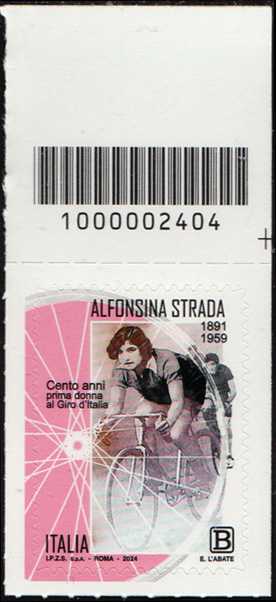 1000002404
ALFONSINA STRADA
1891
1959
Cento anni
prima donna
al Giro d'Italia
ITALIA
B
I.P.Z.S. S.p.A. - ROMA - 2024
E. L'ABATE